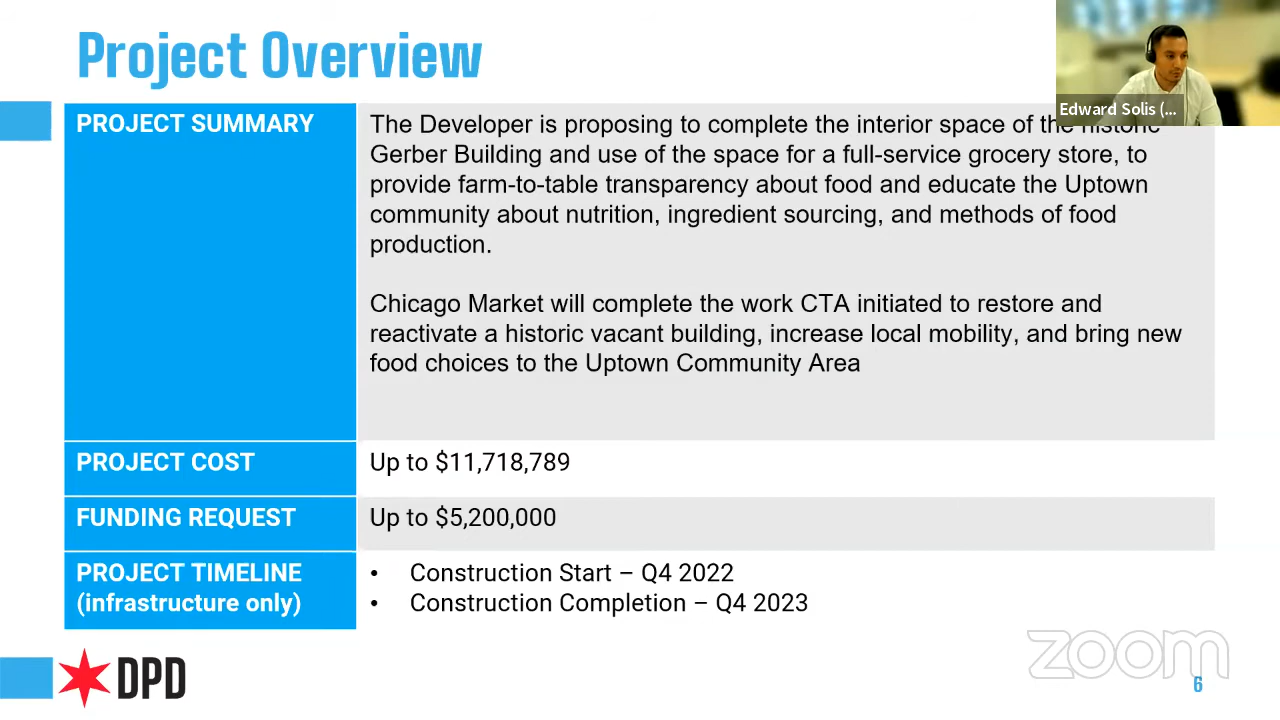 Project Overview
Edward Solis (...
PROJECT SUMMARY
The Developer is proposing to complete the interior space of the historic
Gerber Building and use of the space for a full-service grocery store, to
provide farm-to-table transparency about food and educate the Uptown
community about nutrition, ingredient sourcing, and methods of food
production.
Chicago Market will complete the work CTA initiated to restore and
reactivate a historic vacant building, increase local mobility, and bring new
food choices to the Uptown Community Area
PROJECT COST
Up to $11,718,789
FUNDING REQUEST
Up to $5,200,000
PROJECT TIMELINE
(infrastructure only)
• Construction Start – Q4 2022
• Construction Completion – Q4 2023
DPD
zoom
6